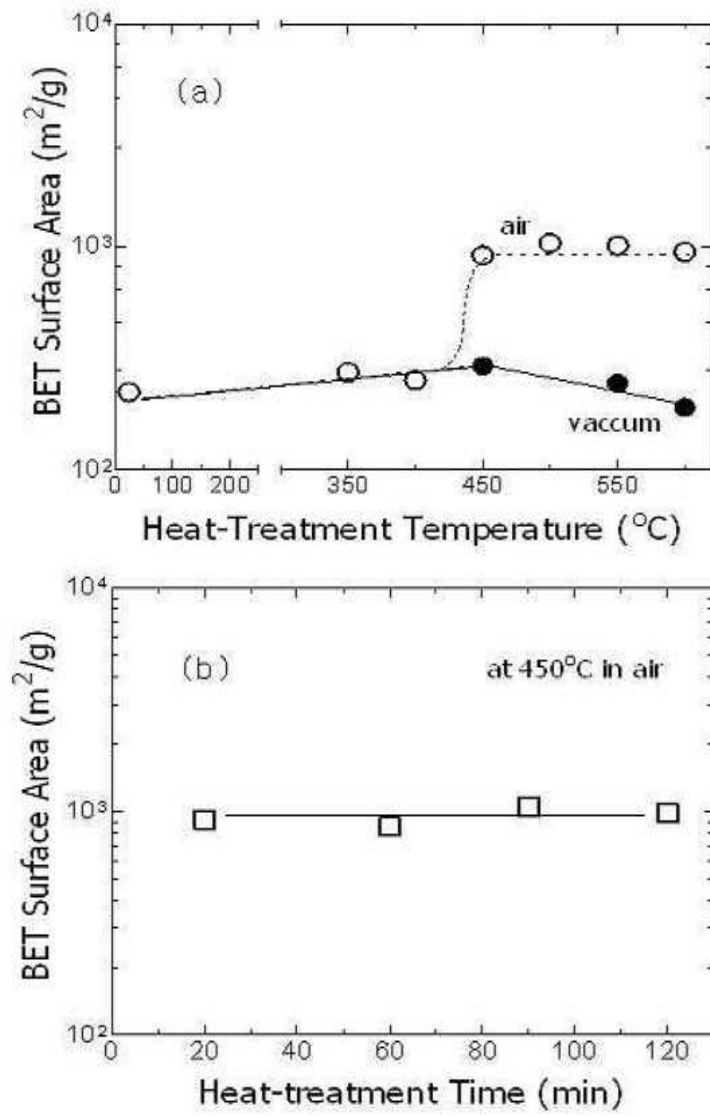 10⁴
(a)
air
10³
vaccum
10²
0 100 200 350 450 550
BET Surface Area (m²/g)
Heat-Treatment Temperature (°C)
10⁴
(b) at 450°C in air
10³
10²
0 20 40 60 80 100 120
BET Surface Area (m²/g)
Heat-treatment Time (min)